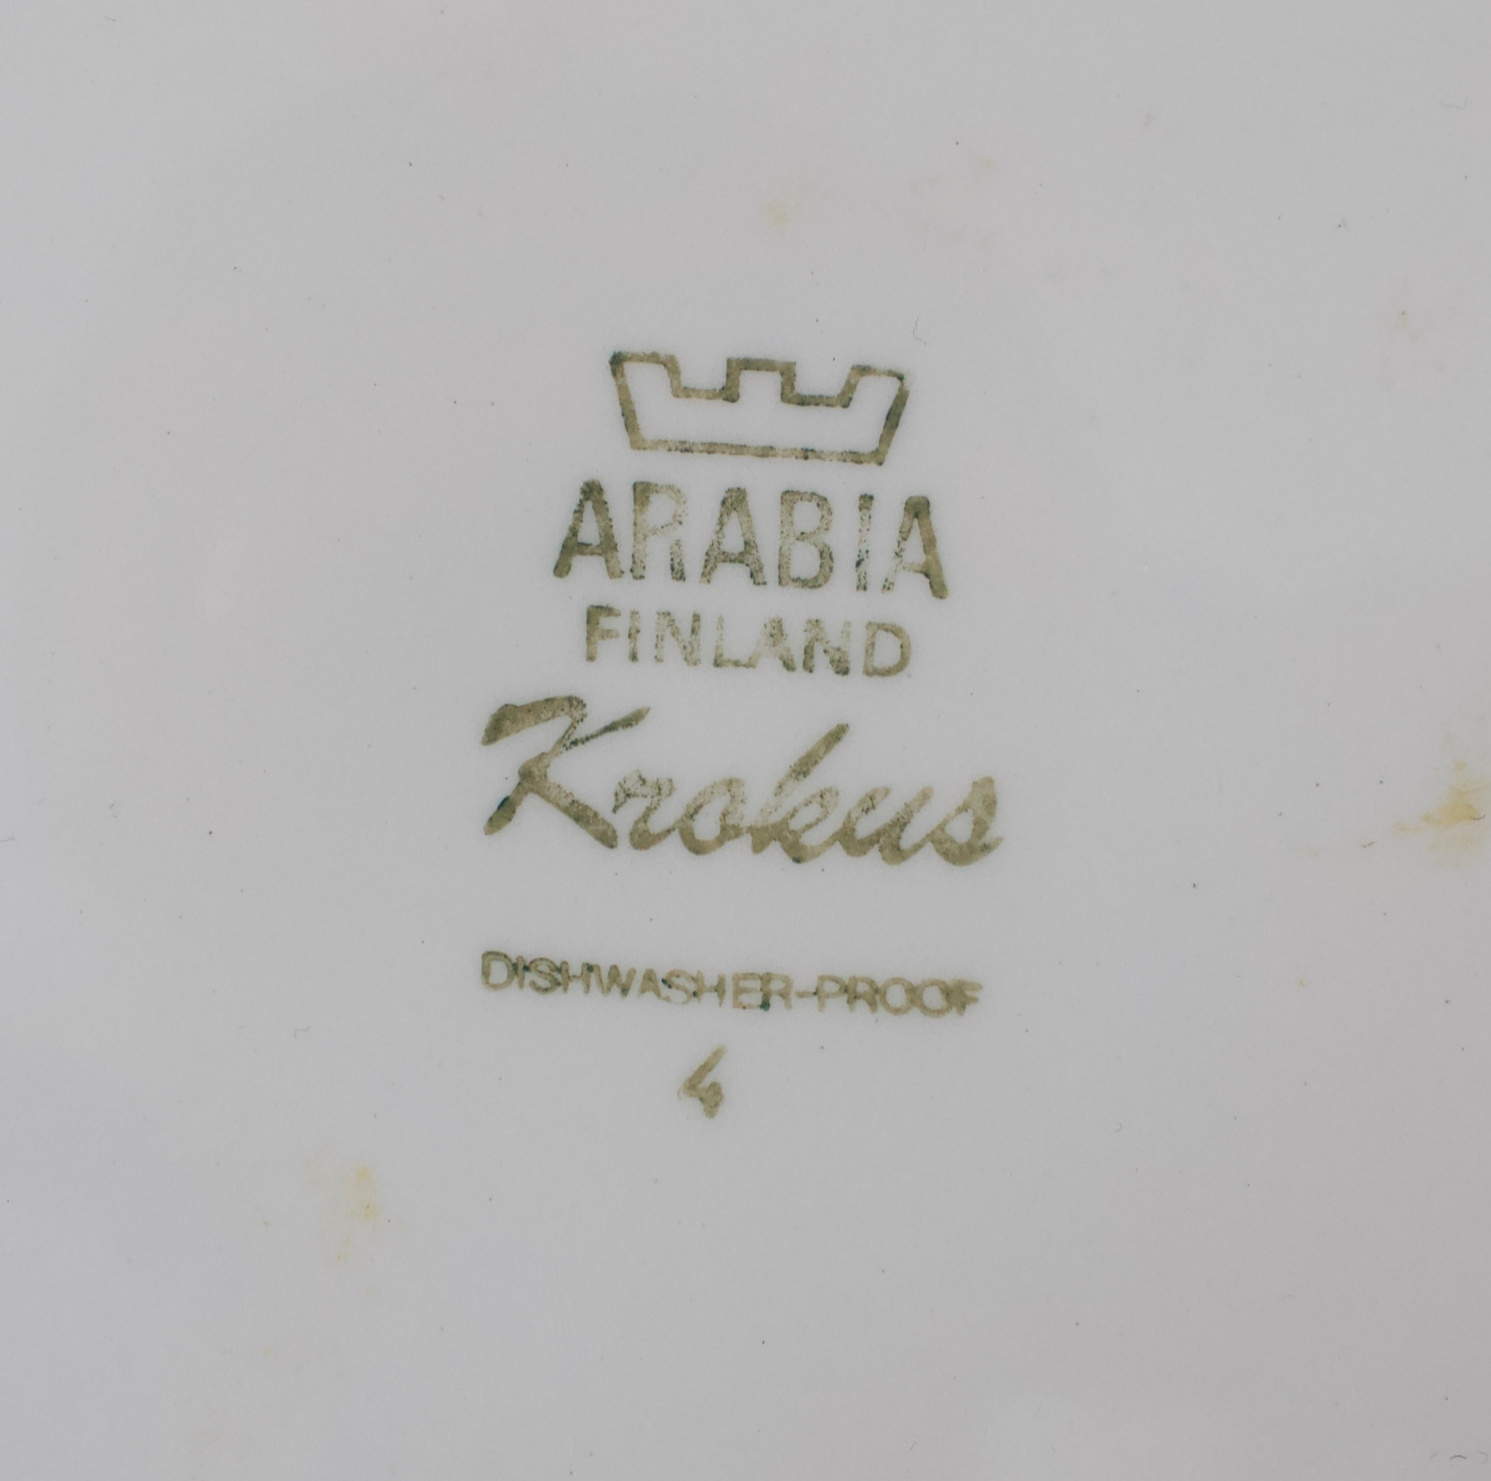 ARABIA
FINLAND
Krokus
DISHWASHER-PROOF
4